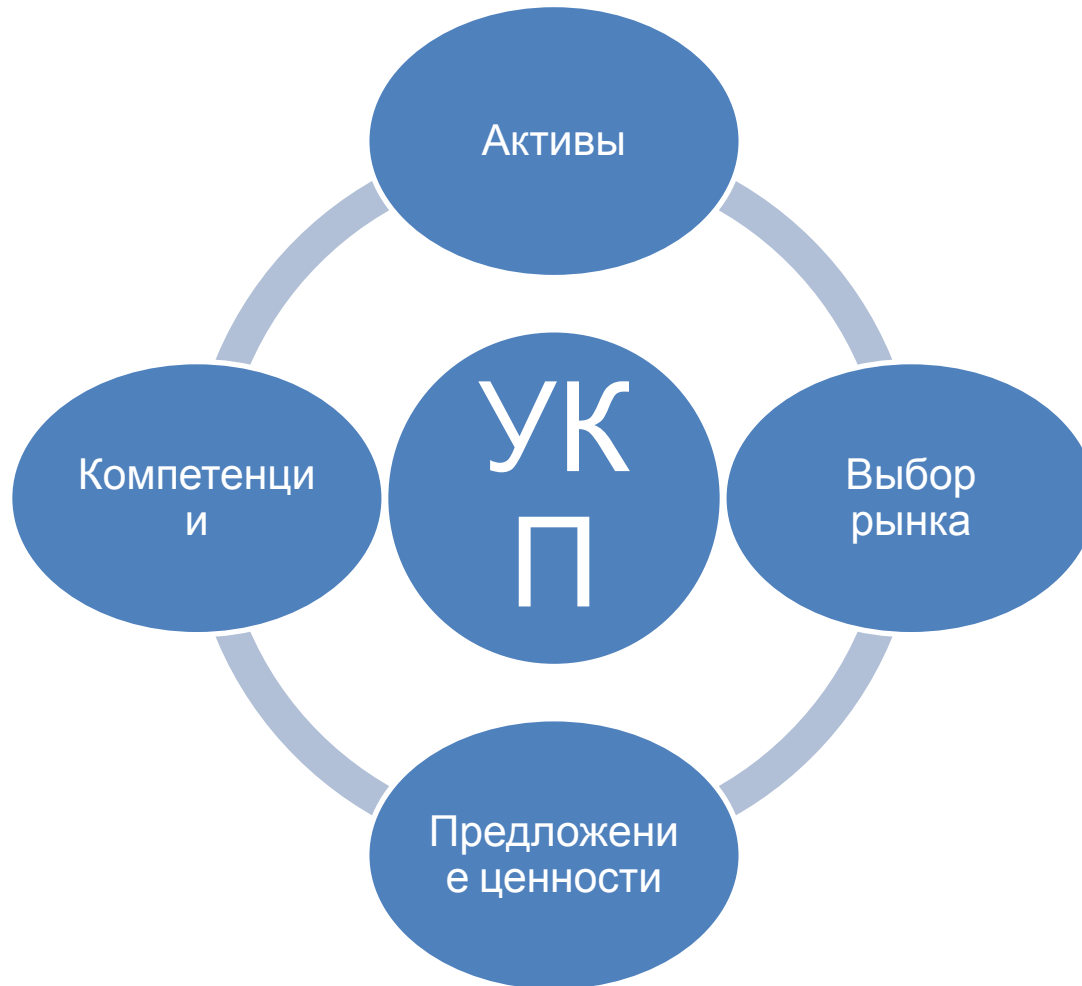 Активы
УК
П
Компетенци
и
Выбор
рынка
Предложени
е ценности